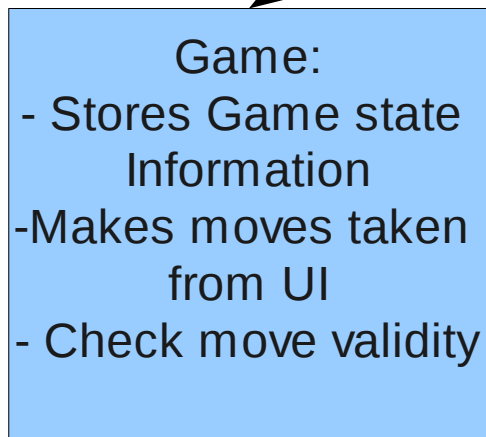 Game:
- Stores Game state
Information
-Makes moves taken
from UI
- Check move validity